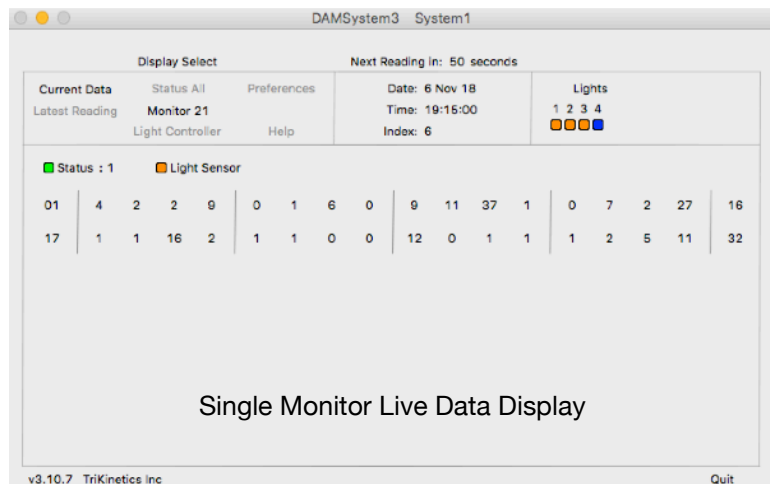 DAMSystem3 System1
Display Select Next Reading in: 50 seconds
Current Data Status All Preferences Date: 6 Nov 18 Lights
Latest Reading Monitor 21 Time: 19:15:00 1 2 3 4
Light Controller Help Index: 6
Status : 1 Light Sensor
01 4 2 2 9 0 1 6 0 9 11 37 1 0 7 2 27 16
17 1 1 16 2 1 1 0 0 12 0 1 1 1 2 5 11 32
Single Monitor Live Data Display
v3.10.7 TriKinetics Inc Quit